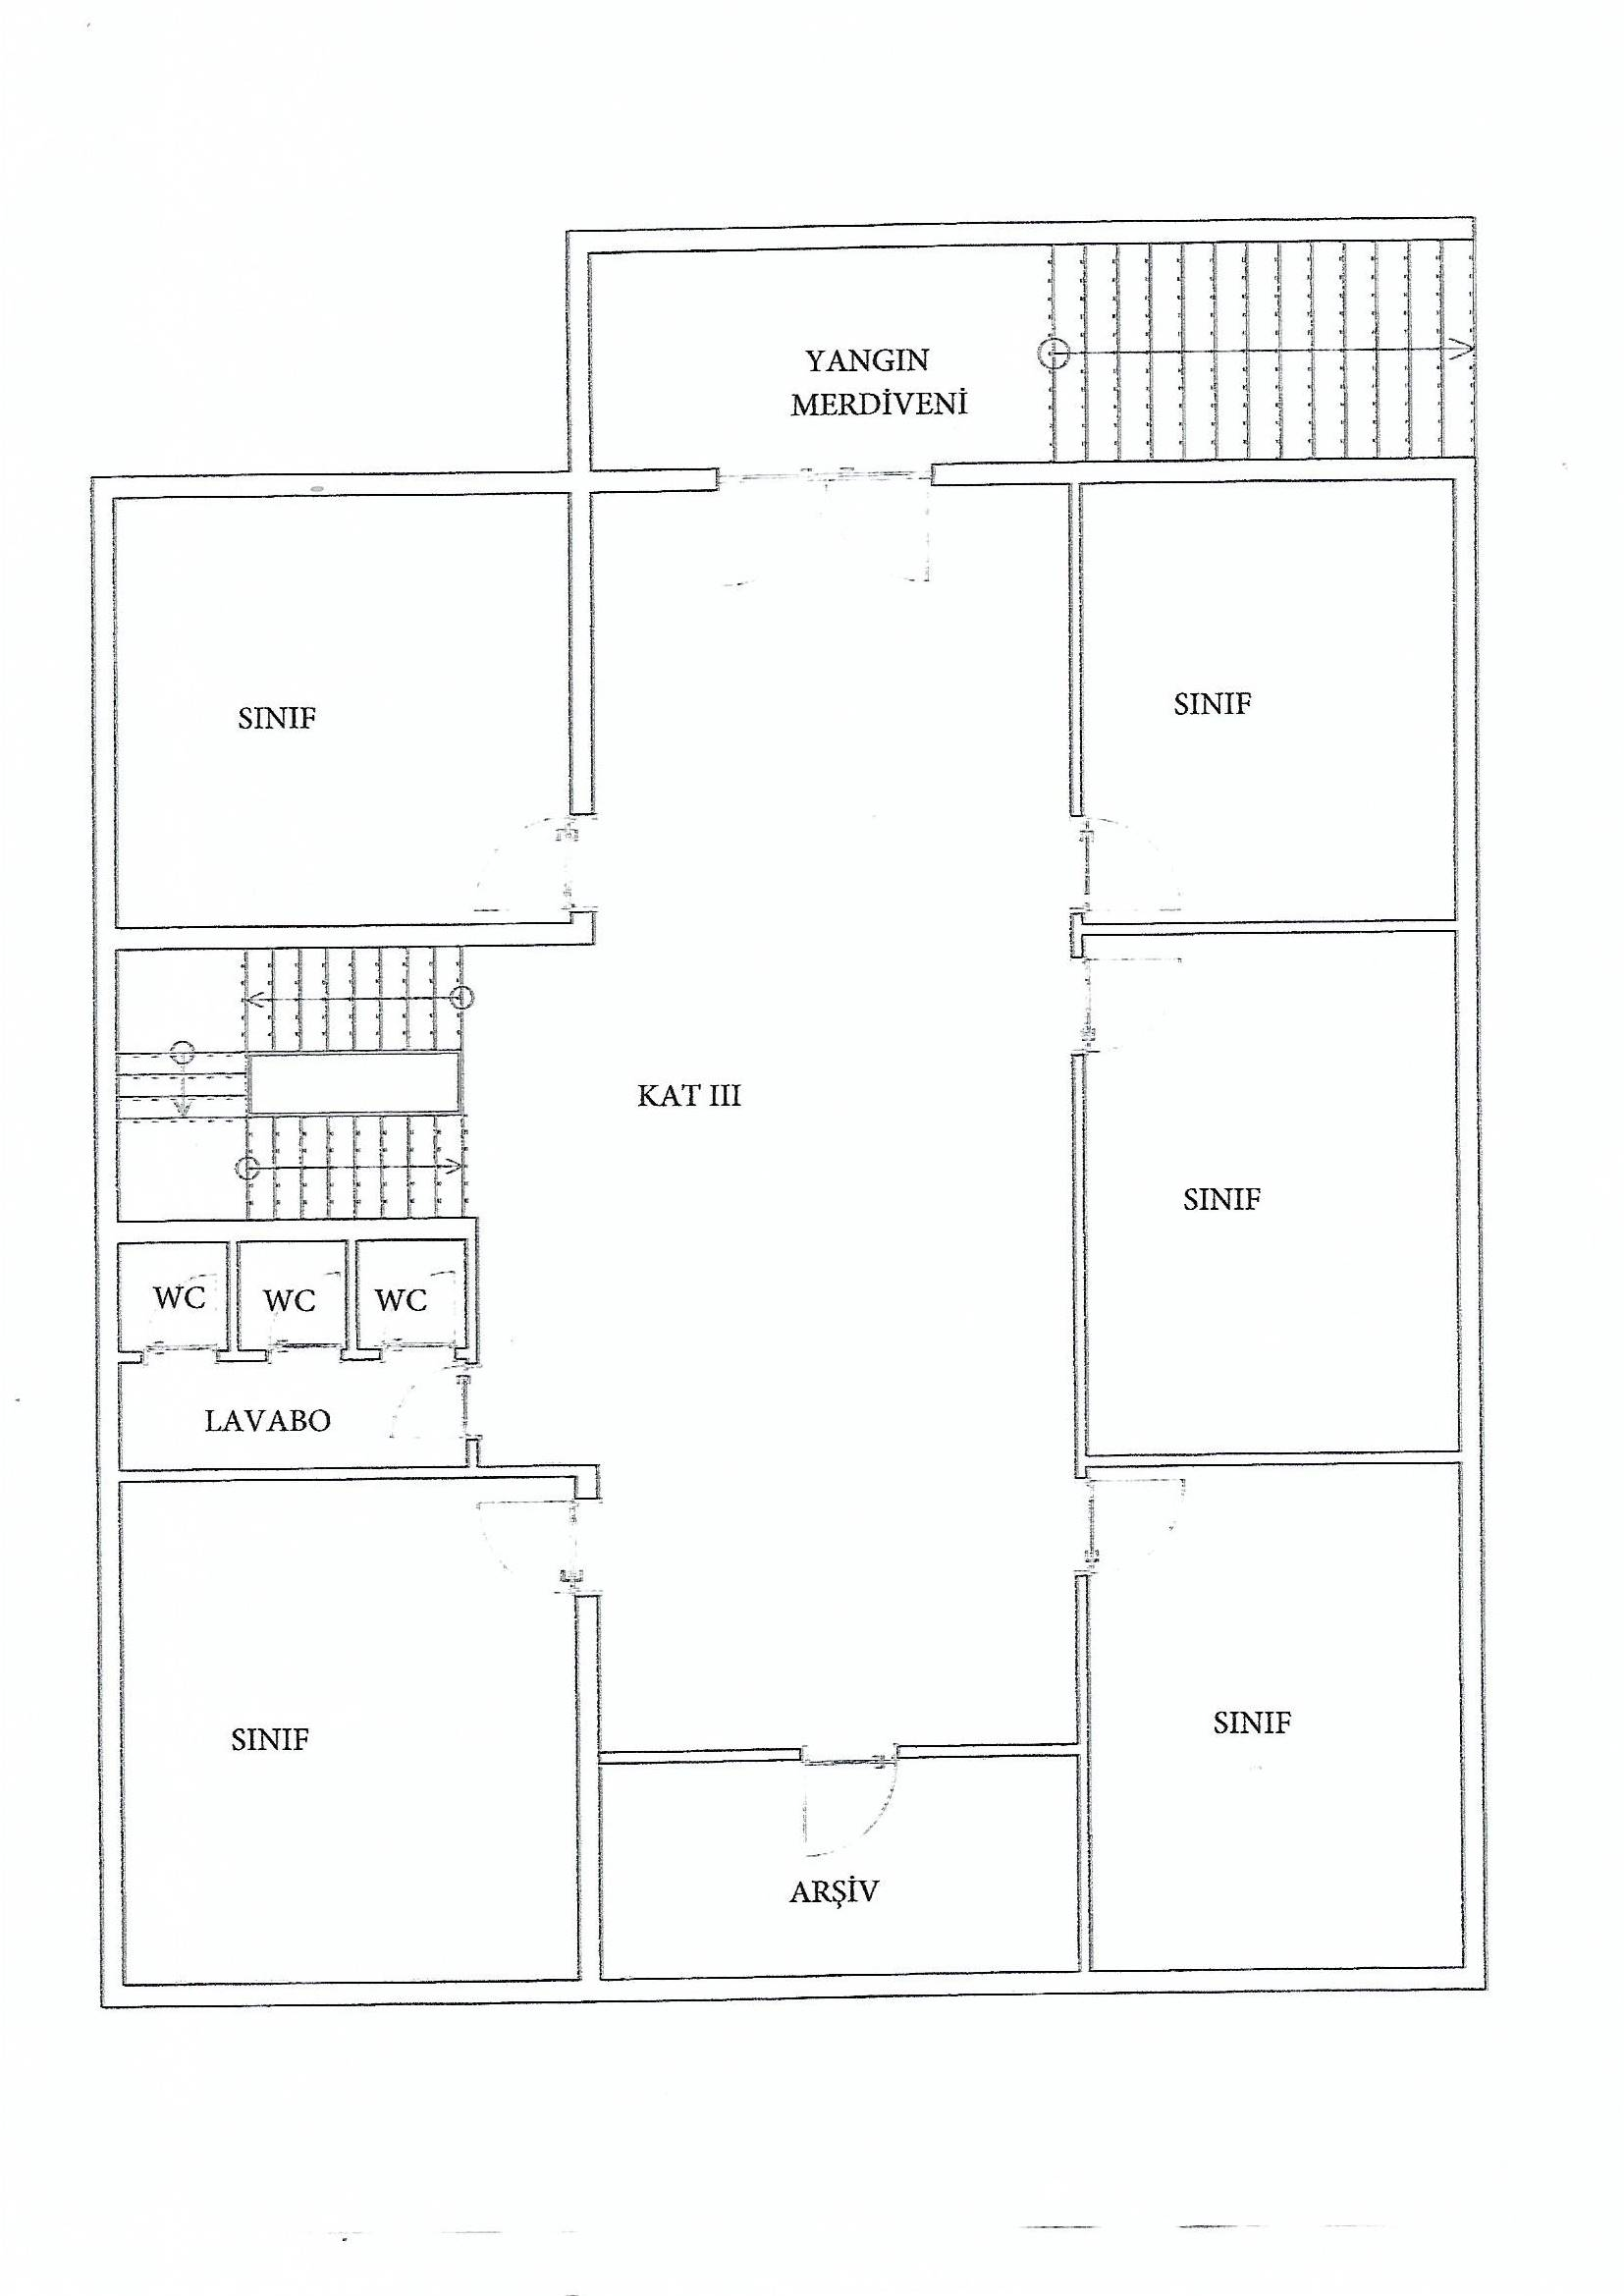 YANGIN
MERDİVENİ
SINIF
SINIF
KAT III
SINIF
WC
WC
WC
LAVABO
SINIF
SINIF
ARŞİV